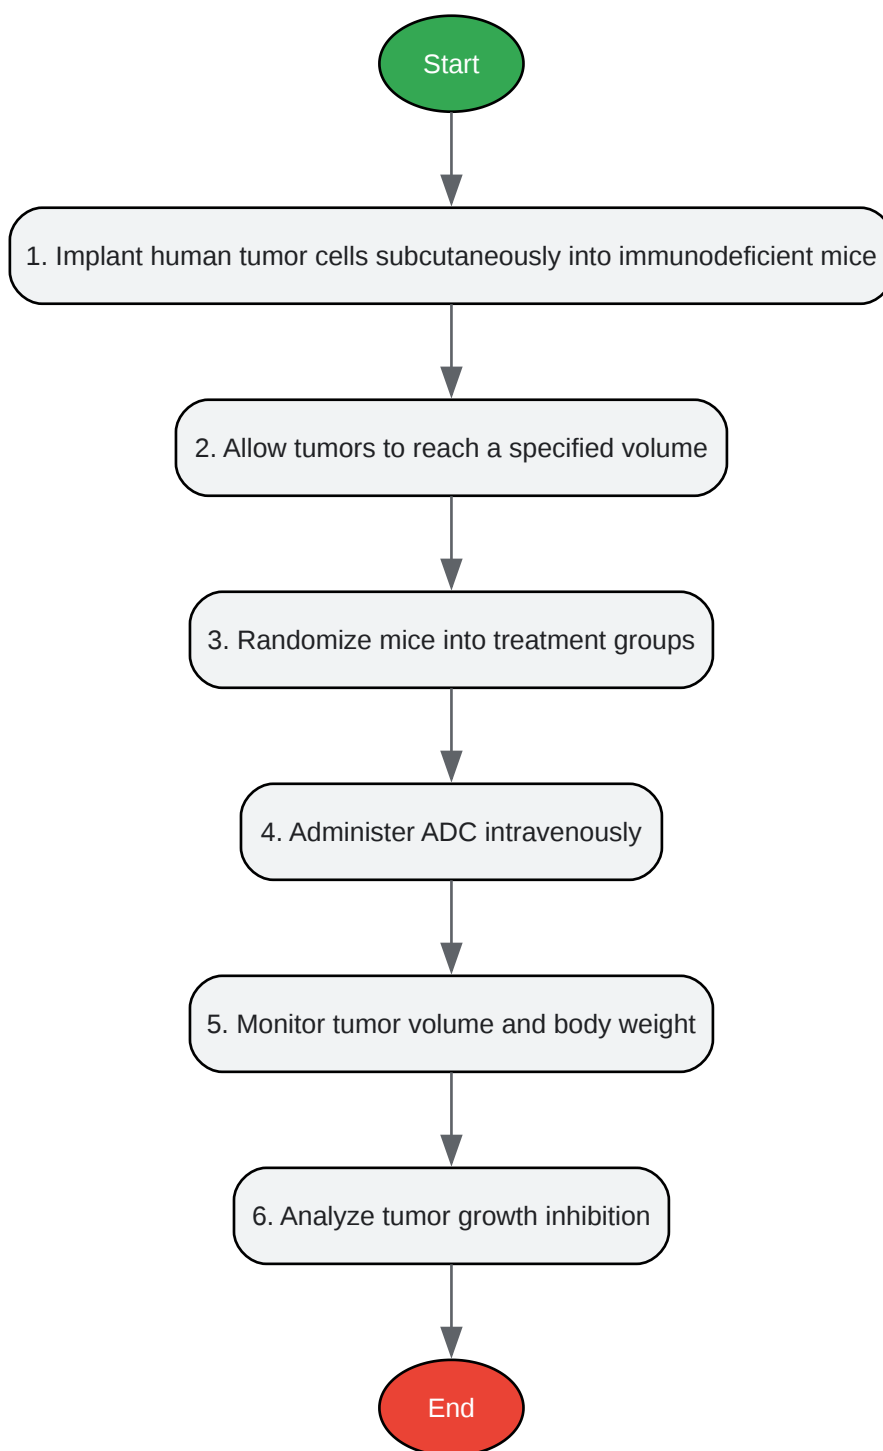 Start
1. Implant human tumor cells subcutaneously into immunodeficient mice
2. Allow tumors to reach a specified volume
3. Randomize mice into treatment groups
4. Administer ADC intravenously
5. Monitor tumor volume and body weight
6. Analyze tumor growth inhibition
End